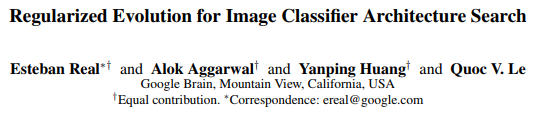 Regularized Evolution for Image Classifier Architecture Search
Esteban Real*† and Alok Aggarwal† and Yanping Huang† and Quoc V. Le
Google Brain, Mountain View, California, USA
†Equal contribution. *Correspondence: ereal@google.com